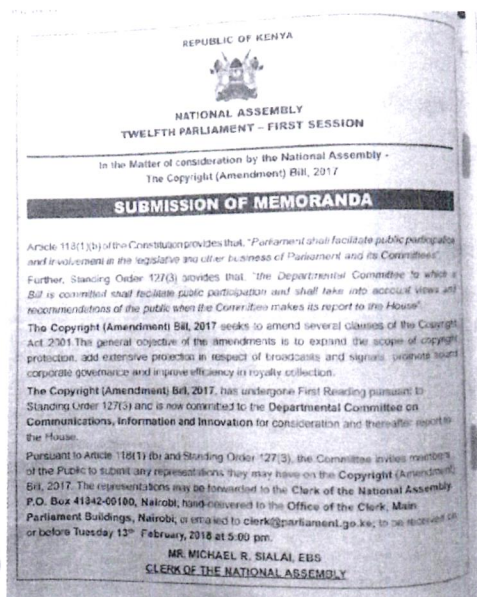 REPUBLIC OF KENYA
NATIONAL ASSEMBLY
TWELFTH PARLIAMENT – FIRST SESSION
In the Matter of consideration by the National Assembly -
The Copyright (Amendment) Bill, 2017
SUBMISSION OF MEMORANDA
Article 118(1)(b) of the Constitution provides that, "Parliament shall facilitate public participation
and involvement in the legislative and other business of Parliament and its Committees".
Further, Standing Order 127(3) provides that, "the Departmental Committee to which a
Bill is committed shall facilitate public participation and shall take into account views and
recommendations of the public when the Committee makes its report to the House".
The Copyright (Amendment) Bill, 2017 seeks to amend several clauses of the Copyright
Act 2001. The general objective of the amendments is to expand the scope of copyright
protection, add extensive protection in respect of broadcasts and signals, promote sound
corporate governance and improve efficiency in royalty collection.
The Copyright (Amendment) Bill, 2017, has undergone First Reading pursuant to
Standing Order 127(3) and is now committed to the Departmental Committee on
Communications, Information and Innovation for consideration and thereafter report to
the House.
Pursuant to Article 118(1) (b) and Standing Order 127(3), the Committee invites members
of the Public to submit any representations they may have on the Copyright (Amendment)
Bill, 2017. The representations may be forwarded to the Clerk of the National Assembly
P.O. Box 41842-00100, Nairobi; hand-delivered to the Office of the Clerk, Main
Parliament Buildings, Nairobi; or emailed to clerk@parliament.go.ke; to be received on
or before Tuesday 13th February, 2018 at 5:00 pm.
MR. MICHAEL R. SIALAI, EBS
CLERK OF THE NATIONAL ASSEMBLY